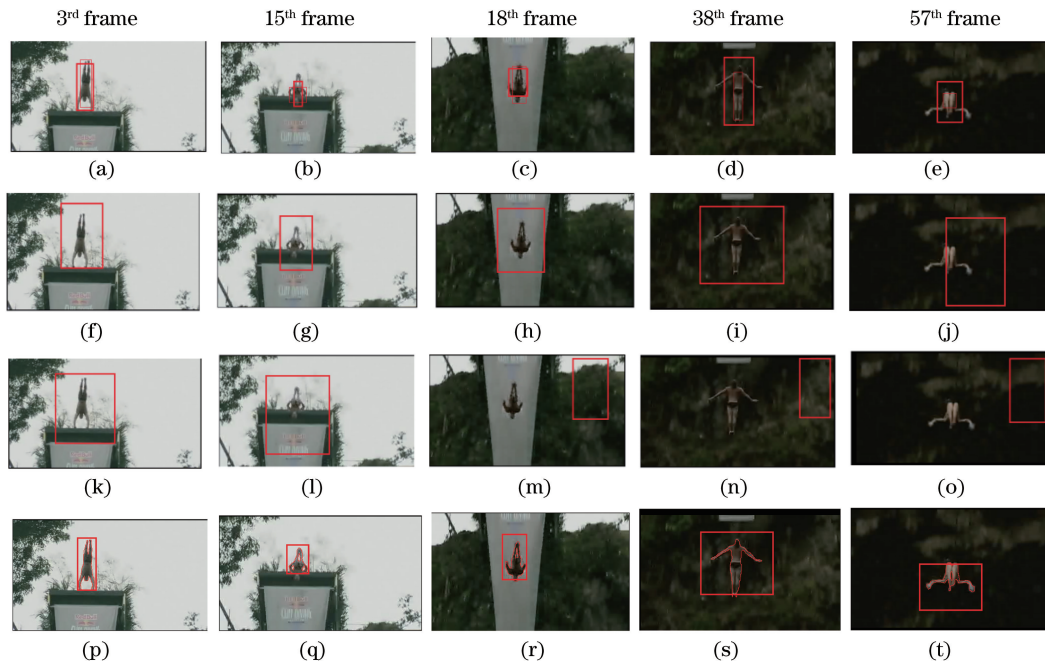 3rd frame 15th frame 18th frame 38th frame 57th frame
(a) (b) (c) (d) (e)
(f) (g) (h) (i) (j)
(k) (l) (m) (n) (o)
(p) (q) (r) (s) (t)